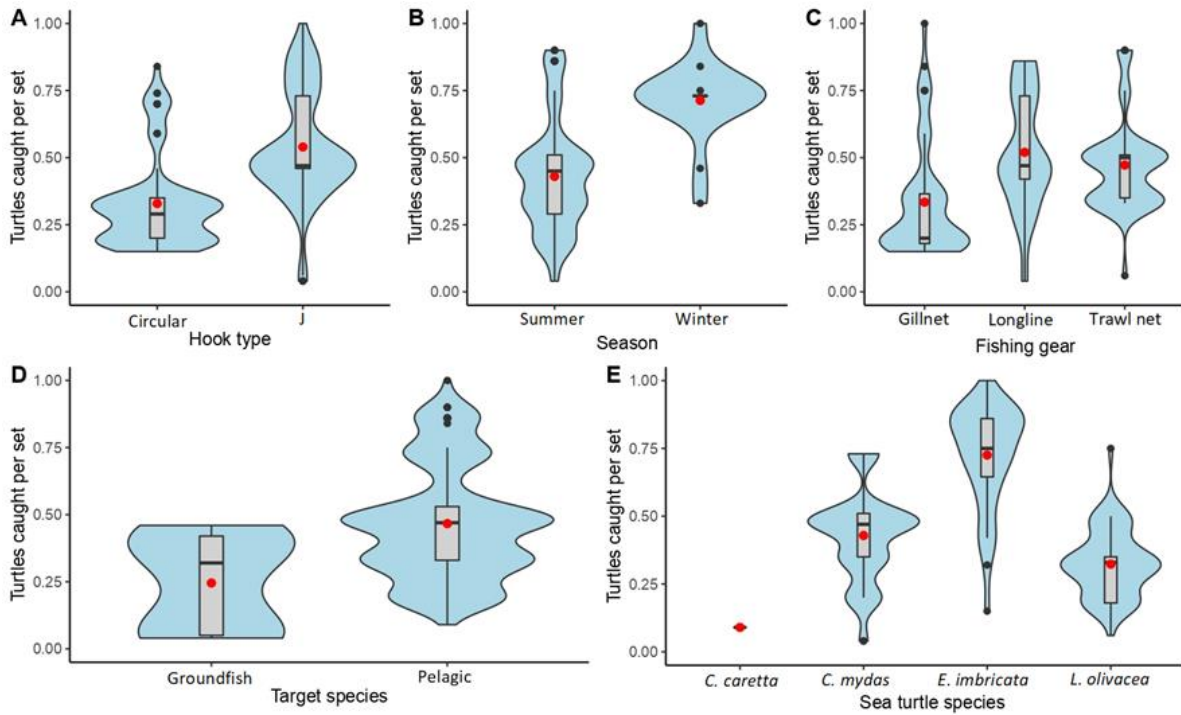 A
Turtles caught per set
1.00
0.75
0.50
0.25
0.00
Circular J
Hook type
B
Turtles caught per set
1.00
0.75
0.50
0.25
0.00
Summer Winter
Season
C
Turtles caught per set
1.00
0.75
0.50
0.25
0.00
Gillnet Longline Trawl net
Fishing gear
D
Turtles caught per set
1.00
0.75
0.50
0.25
0.00
Groundfish Pelagic
Target species
E
Turtles caught per set
1.00
0.75
0.50
0.25
0.00
C. caretta C. mydas E. imbricata L. olivacea
Sea turtle species